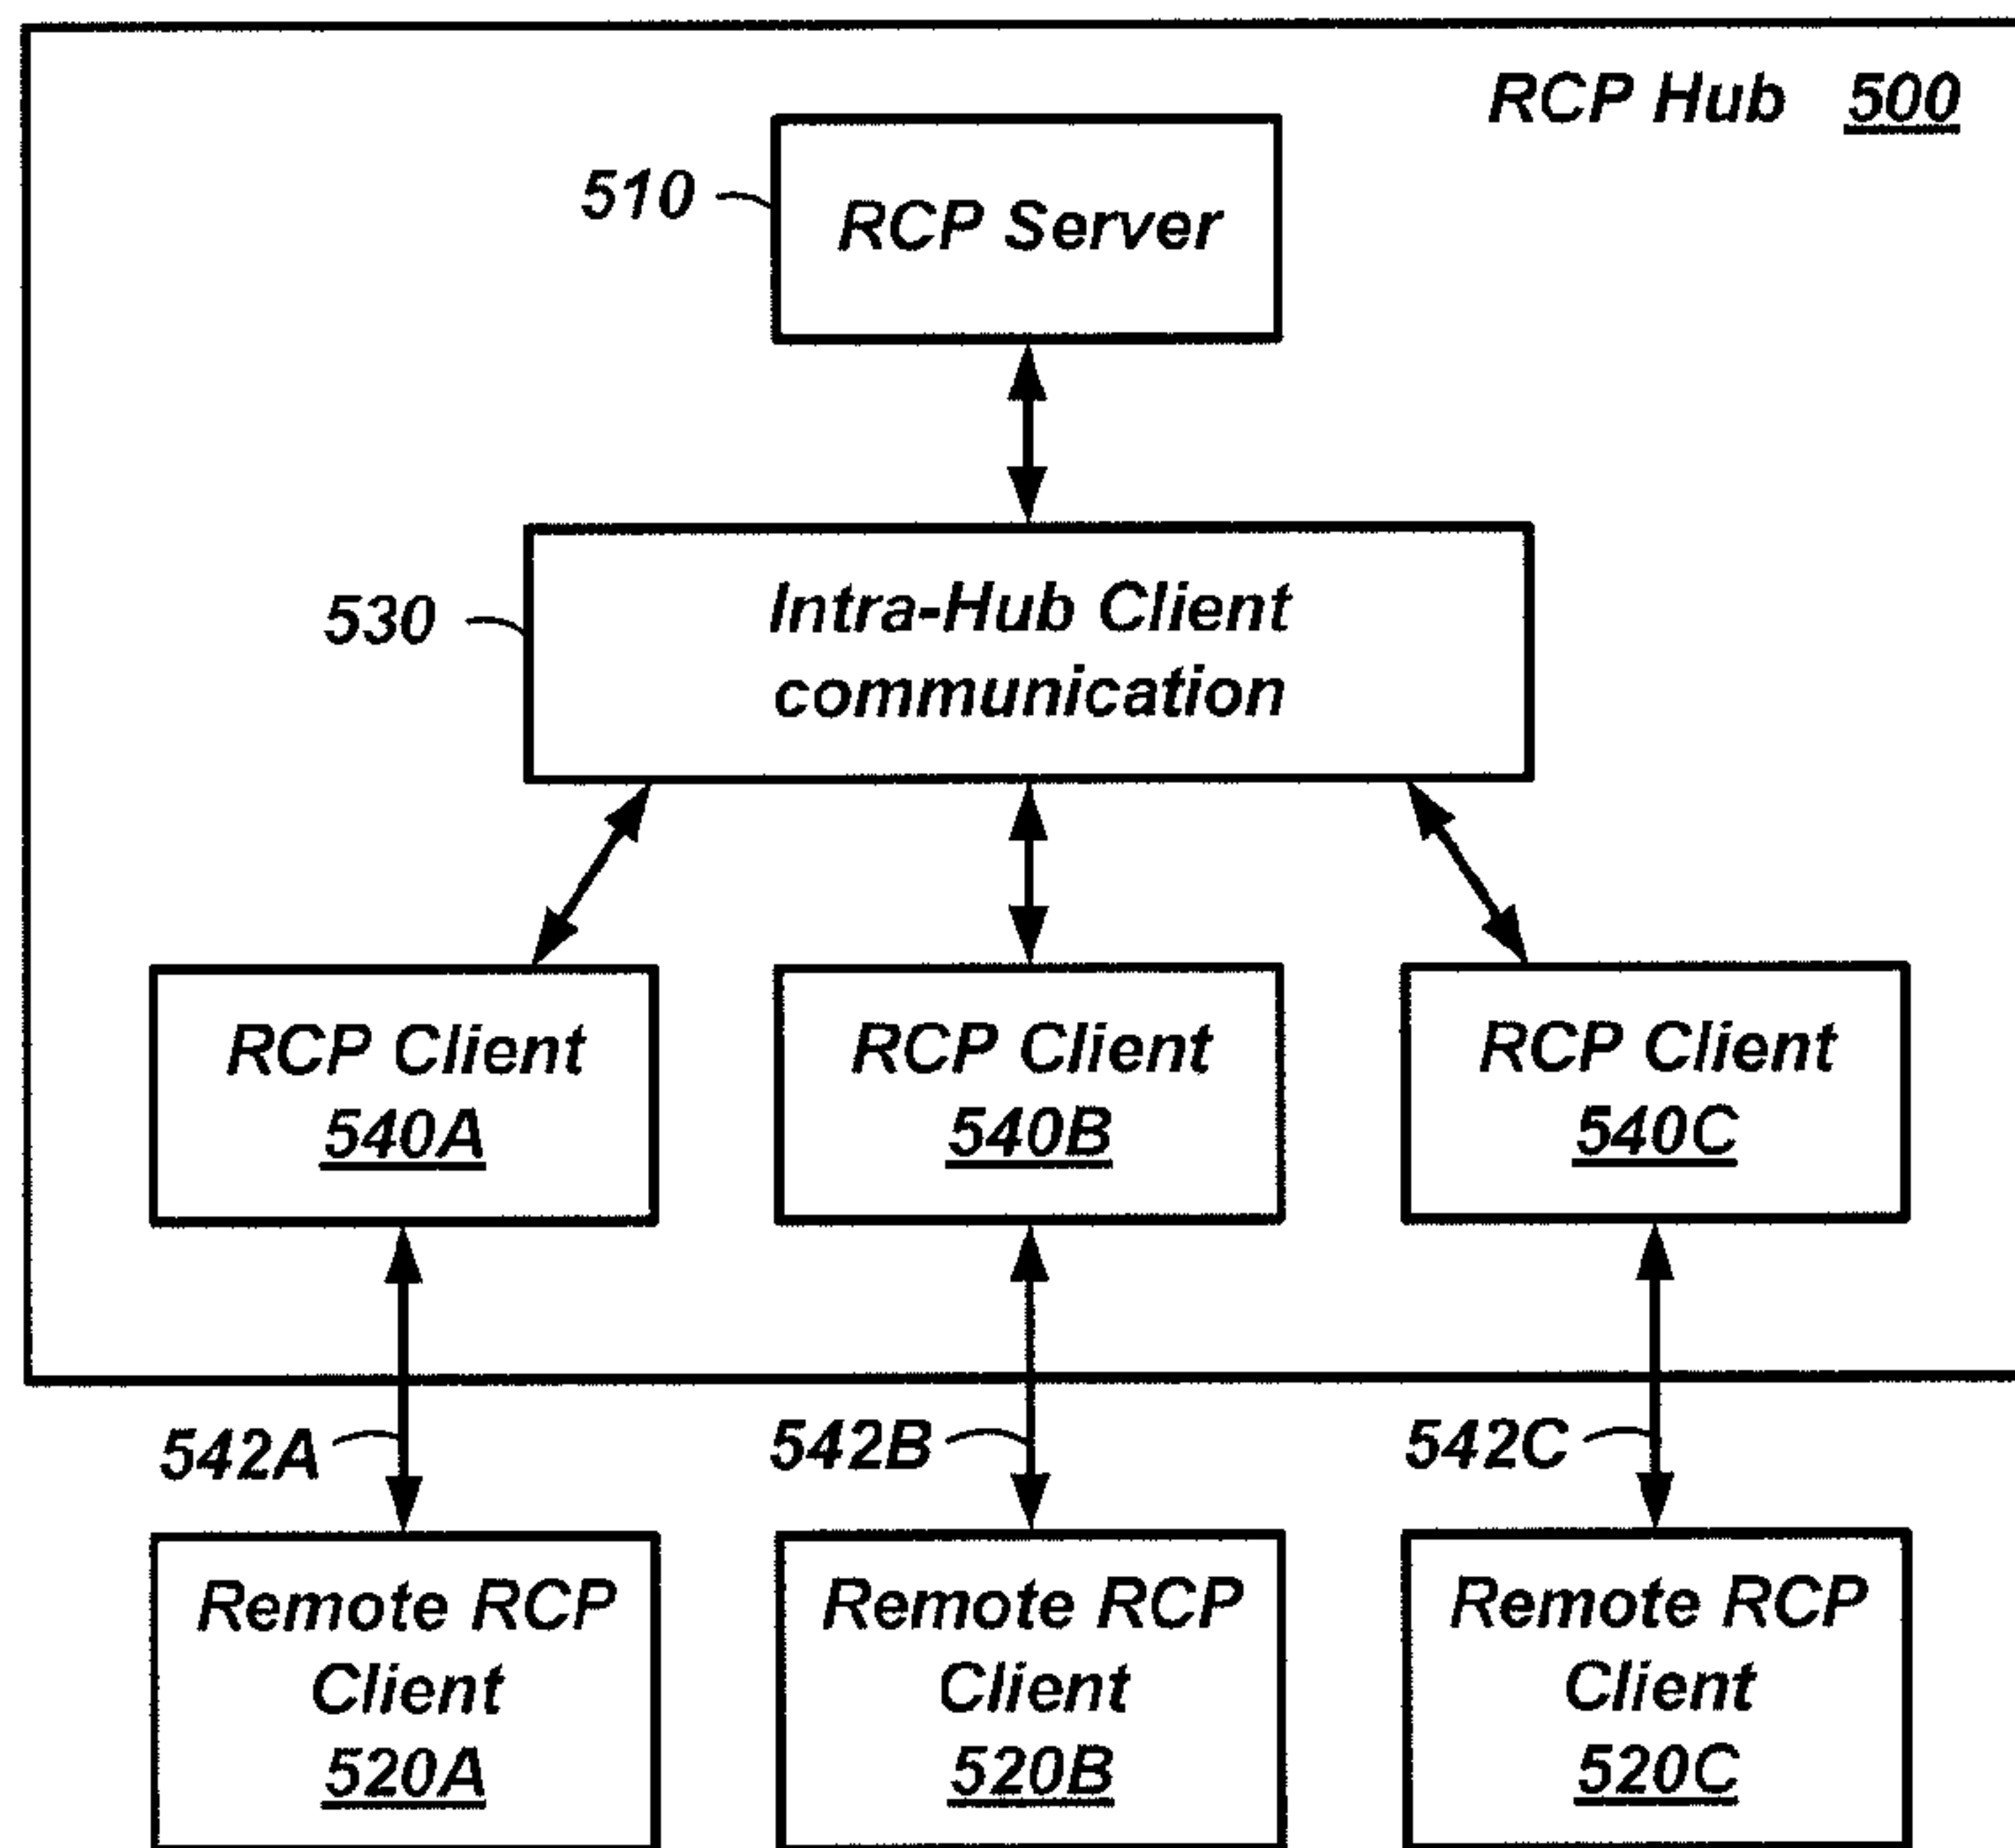 RCP Hub 500
510
RCP Server
530
Intra-Hub Client
communication
RCP Client
540A
RCP Client
540B
RCP Client
540C
542A
542B
542C
Remote RCP
Client
520A
Remote RCP
Client
520B
Remote RCP
Client
520C